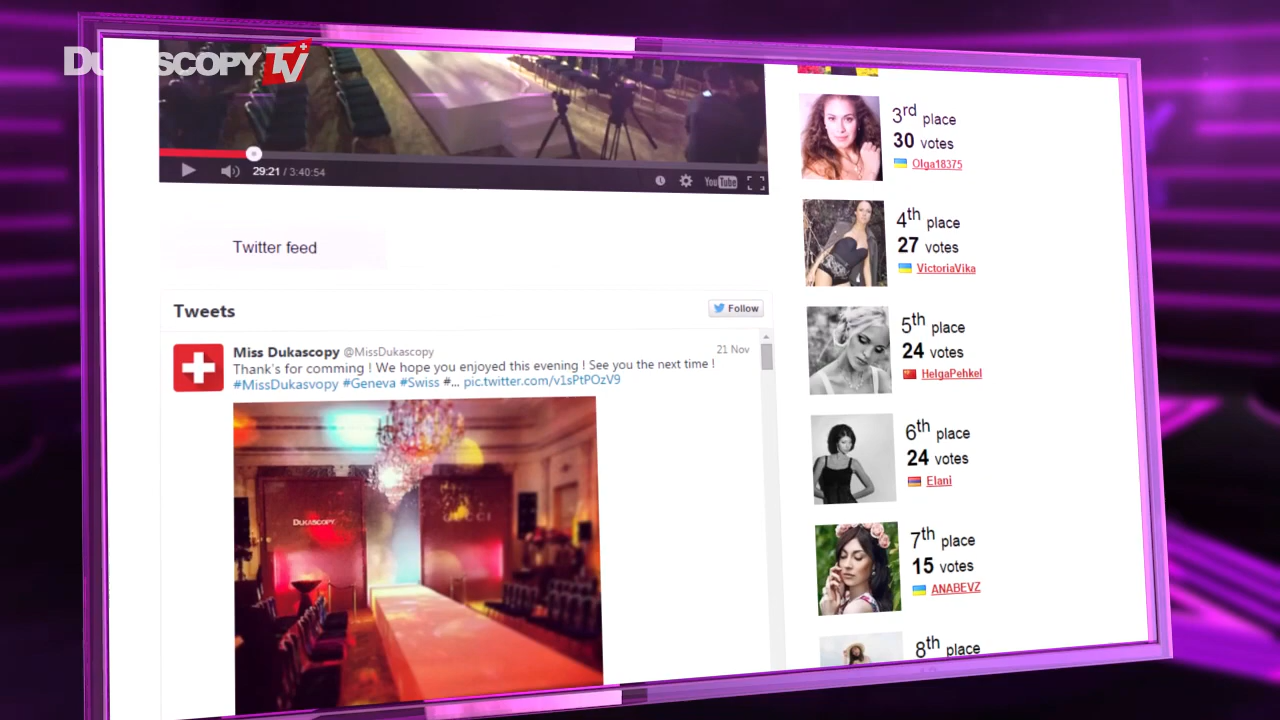 DUKASCOPY TV
29:21 / 3:40:54
YouTube
Twitter feed
Tweets
Follow
Miss Dukascopy @MissDukascopy
21 Nov
Thank's for comming ! We hope you enjoyed this evening ! See you the next time !
#MissDukasvopy #Geneva #Swiss #... pic.twitter.com/v1sPtPOzV9
DUKASCOPY
GUCCI
3rd place
30 votes
Olga18375
4th place
27 votes
VictoriaVika
5th place
24 votes
HelgaPehkel
6th place
24 votes
Elani
7th place
15 votes
ANABEVZ
8th place